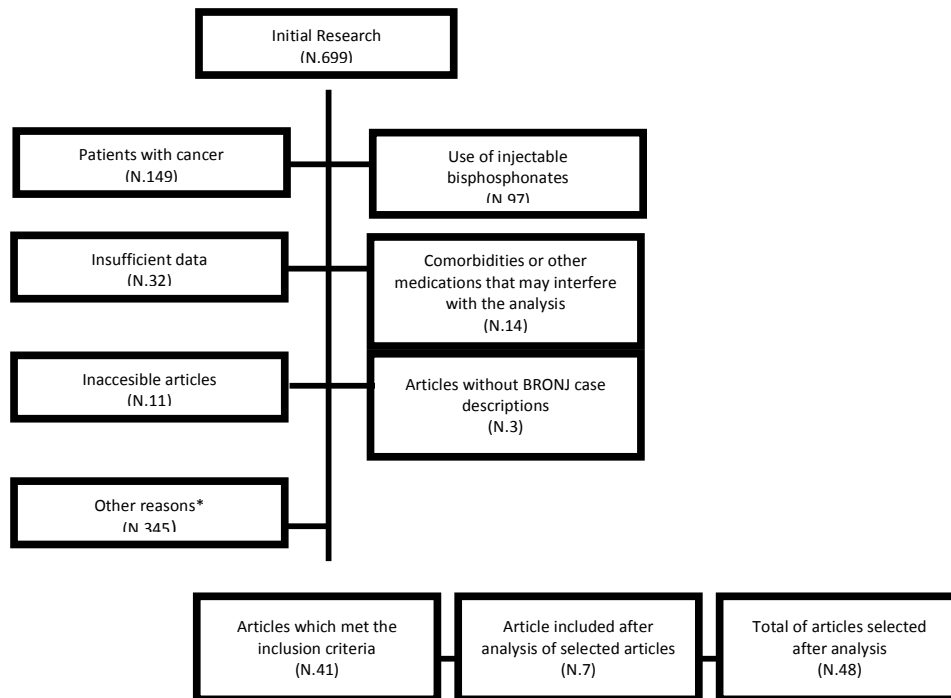 Initial Research
(N.699)
Patients with cancer
(N.149)
Use of injectable
bisphosphonates
(N.97)
Insufficient data
(N.32)
Comorbidities or other
medications that may interfere
with the analysis
(N.14)
Inaccesible articles
(N.11)
Articles without BRONJ case
descriptions
(N.3)
Other reasons*
(N.345)
Articles which met the
inclusion criteria
(N.41)
Article included after
analysis of selected articles
(N.7)
Total of articles selected
after analysis
(N.48)